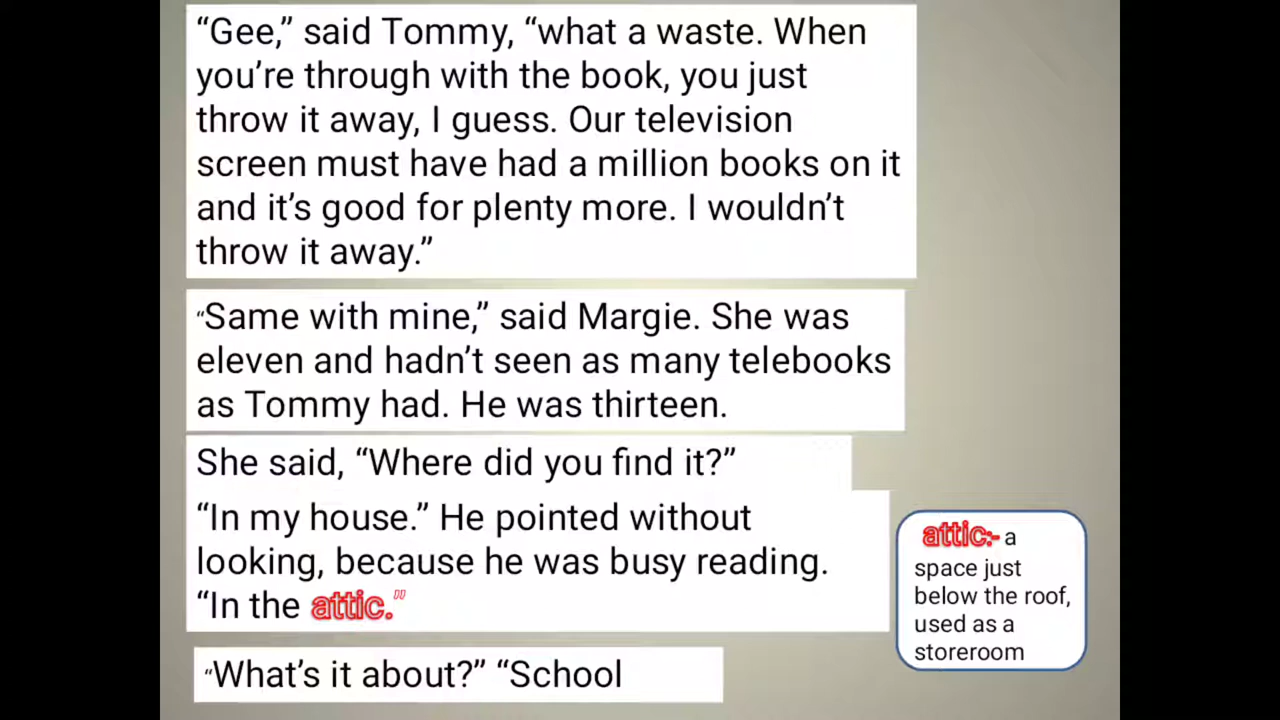 “Gee,” said Tommy, “what a waste. When
you’re through with the book, you just
throw it away, I guess. Our television
screen must have had a million books on it
and it’s good for plenty more. I wouldn’t
throw it away.”
“Same with mine,” said Margie. She was
eleven and hadn’t seen as many telebooks
as Tommy had. He was thirteen.
She said, “Where did you find it?”
“In my house.” He pointed without
looking, because he was busy reading.
“In the attic.”
attic:- a
space just
below the roof,
used as a
storeroom
“What’s it about?” “School